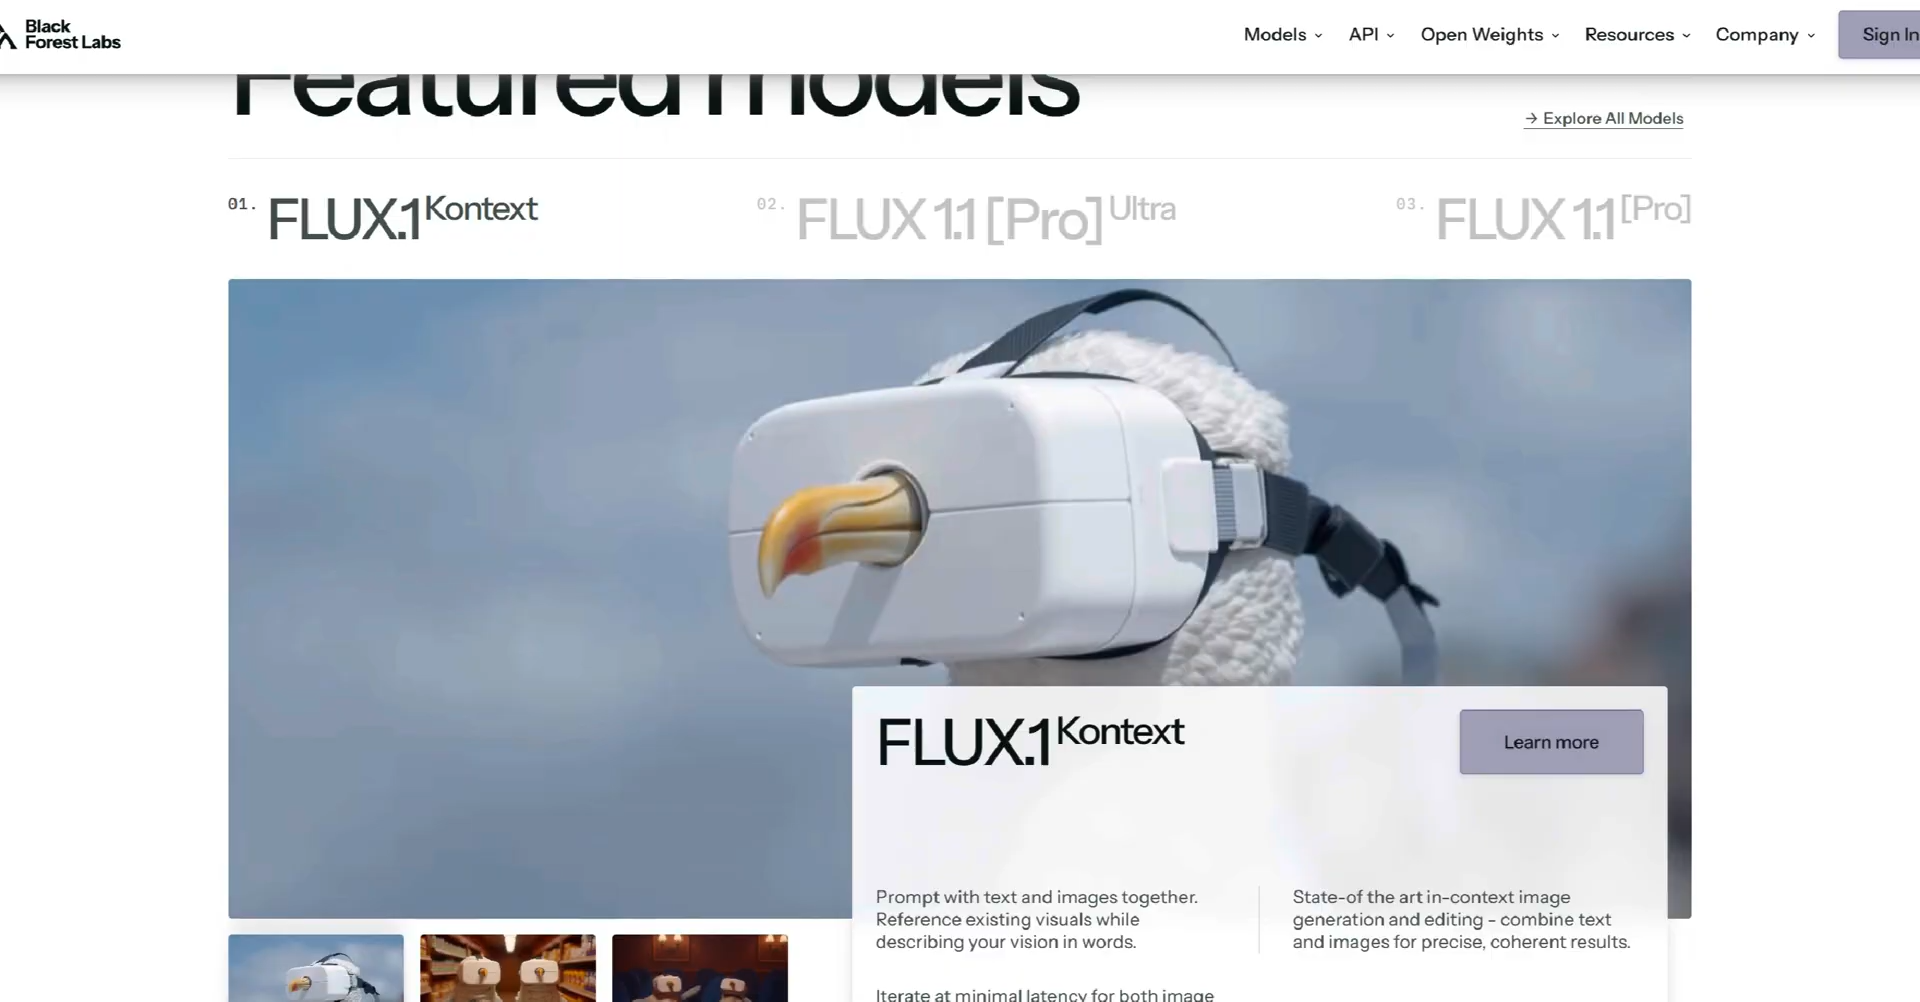 Black
Forest Labs
Models
API
Open Weights
Resources
Company
Sign In
Featured models
→ Explore All Models
01. FLUX.1 Kontext
02. FLUX 1.1 [Pro] Ultra
03. FLUX 1.1 [Pro]
FLUX.1 Kontext
Learn more
Prompt with text and images together.
Reference existing visuals while
describing your vision in words.
State-of the art in-context image
generation and editing - combine text
and images for precise, coherent results.
Iterate at minimal latency for both image